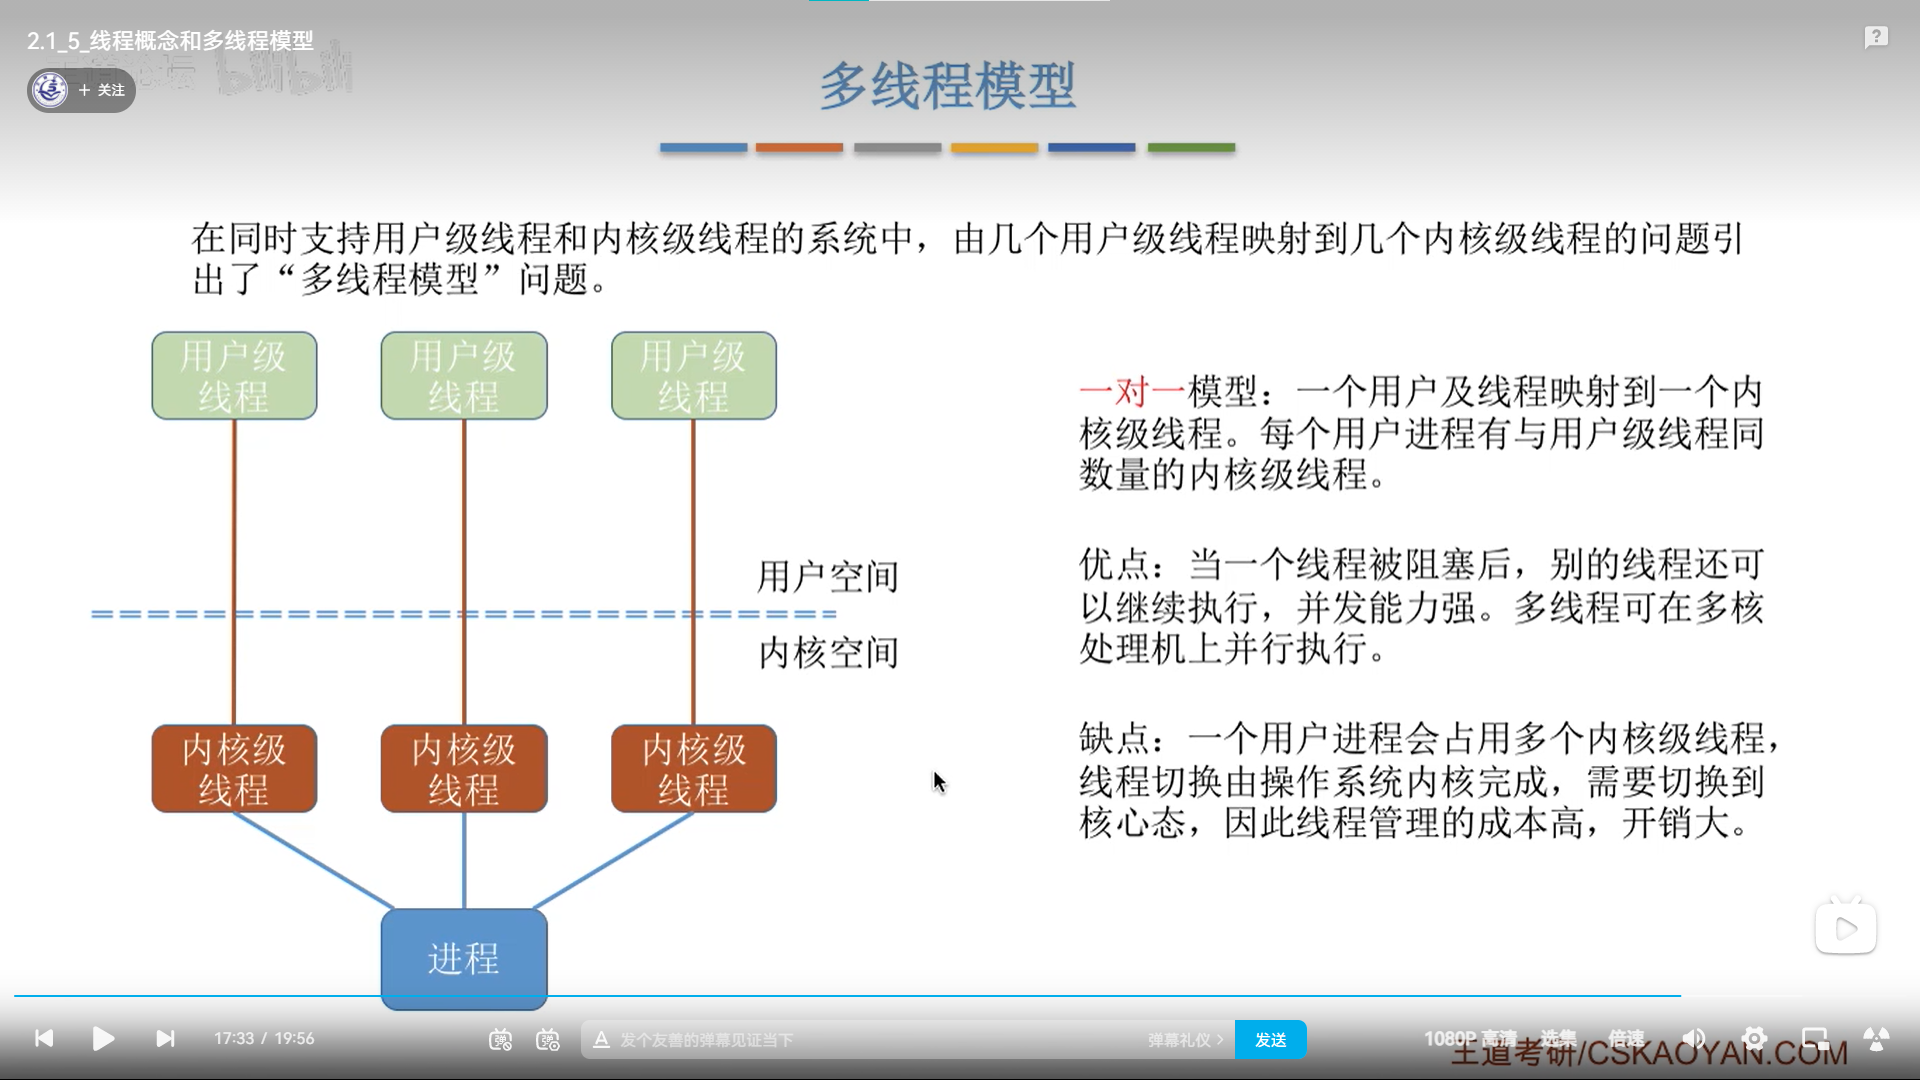 2.1_5_线程概念和多线程模型
+ 关注
多线程模型
在同时支持用户级线程和内核级线程的系统中，由几个用户级线程映射到几个内核级线程的问题引
出了“多线程模型”问题。
用户级
线程
用户级
线程
用户级
线程
用户空间
内核空间
内核级
线程
内核级
线程
内核级
线程
进程
一对一模型：一个用户及线程映射到一个内
核级线程。每个用户进程有与用户级线程同
数量的内核级线程。
优点：当一个线程被阻塞后，别的线程还可
以继续执行，并发能力强。多线程可在多核
处理机上并行执行。
缺点：一个用户进程会占用多个内核级线程，
线程切换由操作系统内核完成，需要切换到
核心态，因此线程管理的成本高，开销大。
17:33 / 19:56
发个友善的弹幕见证当下
弹幕礼仪 >
发送
1080P 高清
选集
倍速
王道考研/CSKAOYAN.COM